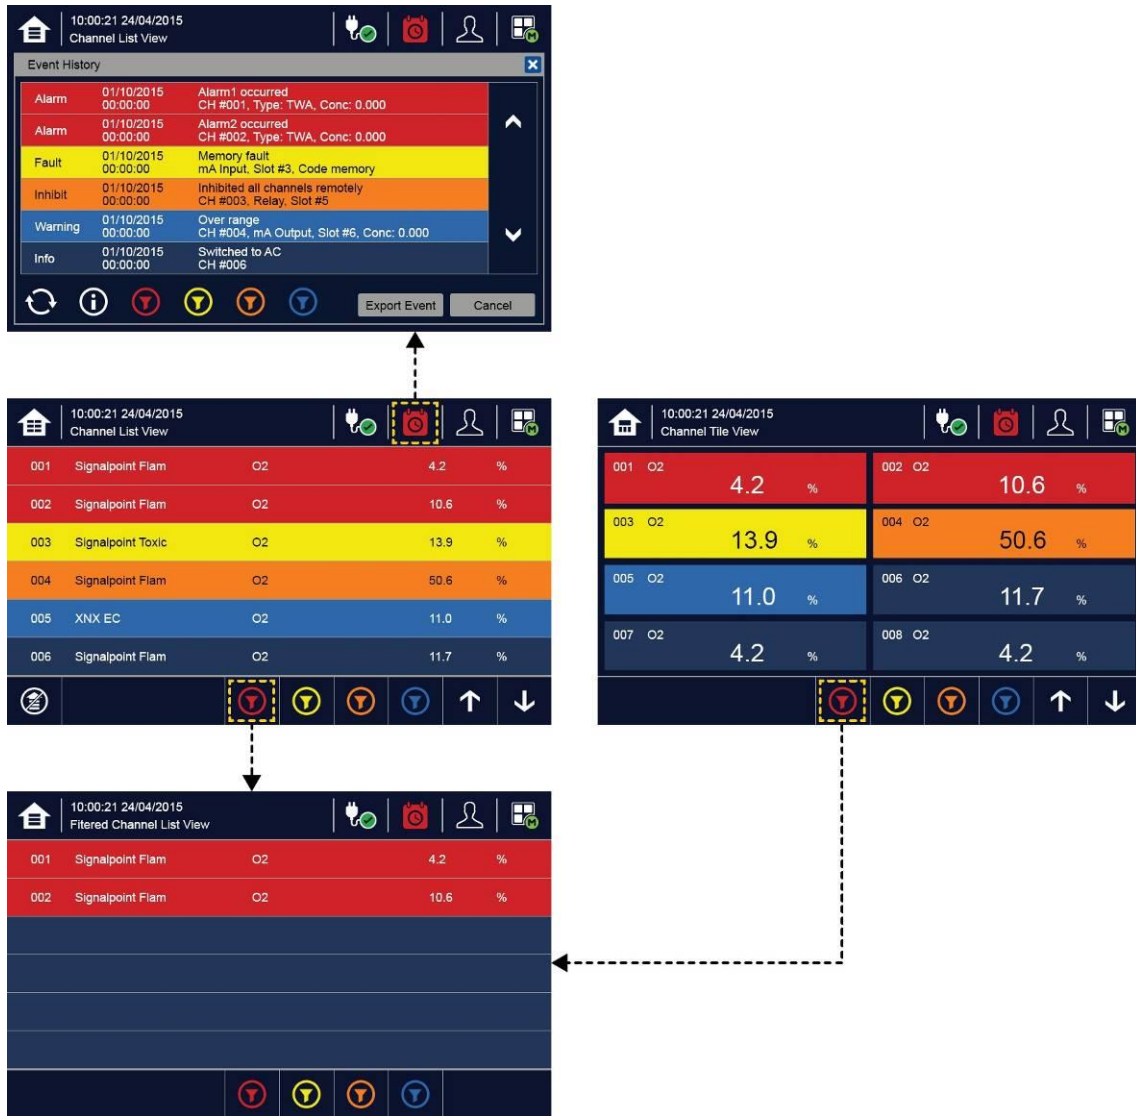 10:00:21 24/04/2015
Channel List View
M
Event History
Alarm 01/10/2015 00:00:00 Alarm1 occurred
CH #001, Type: TWA, Conc: 0.000
Alarm 01/10/2015 00:00:00 Alarm2 occurred
CH #002, Type: TWA, Conc: 0.000
Fault 01/10/2015 00:00:00 Memory fault
mA Input, Slot #3, Code memory
Inhibit 01/10/2015 00:00:00 Inhibited all channels remotely
CH #003, Relay, Slot #5
Warning 01/10/2015 00:00:00 Over range
CH #004, mA Output, Slot #6, Conc: 0.000
Info 01/10/2015 00:00:00 Switched to AC
CH #006
Export Event Cancel
10:00:21 24/04/2015
Channel List View
M
001 Signalpoint Flam O2 4.2 %
002 Signalpoint Flam O2 10.6 %
003 Signalpoint Toxic O2 13.9 %
004 Signalpoint Flam O2 50.6 %
005 XNX EC O2 11.0 %
006 Signalpoint Flam O2 11.7 %
10:00:21 24/04/2015
Channel Tile View
M
001 O2 4.2 %
002 O2 10.6 %
003 O2 13.9 %
004 O2 50.6 %
005 O2 11.0 %
006 O2 11.7 %
007 O2 4.2 %
008 O2 4.2 %
10:00:21 24/04/2015
Fitered Channel List View
M
001 Signalpoint Flam O2 4.2 %
002 Signalpoint Flam O2 10.6 %